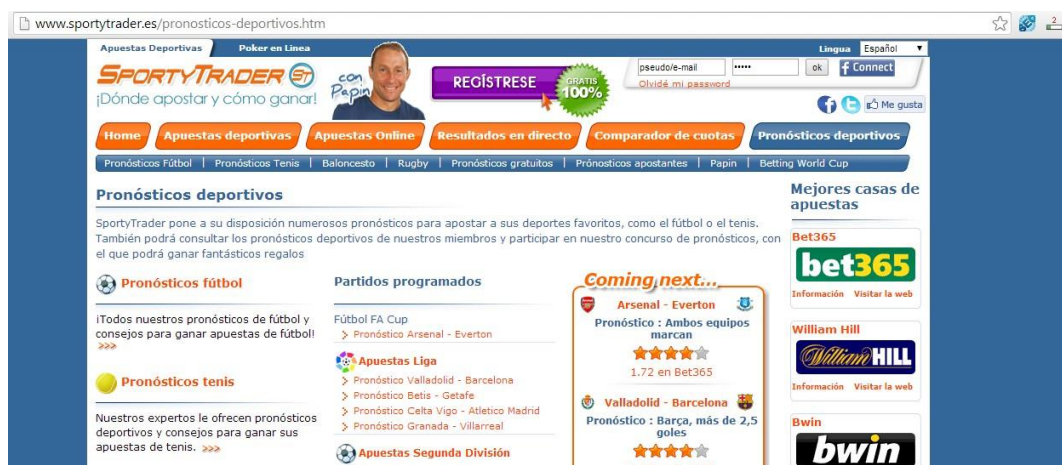 www.sportytrader.es/pronosticos-deportivos.htm
2
Apuestas Deportivas Poker en Linea
Lingua Español
SPORTYTRADER ST
¡Dónde apostar y cómo ganar!
con Papin
REGÍSTRESE
GRATIS
100%
pseudo/e-mail ••••• ok f Connect
Olvidé mi password
Me gusta
Home Apuestas deportivas Apuestas Online Resultados en directo Comparador de cuotas Pronósticos deportivos
Pronósticos Fútbol | Pronósticos Tenis | Baloncesto | Rugby | Pronósticos gratuitos | Prónosticos apostantes | Papin | Betting World Cup
Pronósticos deportivos
SportyTrader pone a su disposición numerosos pronósticos para apostar a sus deportes favoritos, como el fútbol o el tenis.
También podrá consultar los pronósticos deportivos de nuestros miembros y participar en nuestro concurso de pronósticos, con
el que podrá ganar fantásticos regalos
Pronósticos fútbol
¡Todos nuestros pronósticos de fútbol y
consejos para ganar apuestas de fútbol!
>>>
Pronósticos tenis
Nuestros expertos le ofrecen pronósticos
deportivos y consejos para ganar sus
apuestas de tenis. >>>
Partidos programados
Fútbol FA Cup
Pronóstico Arsenal - Everton
Apuestas Liga
Pronóstico Valladolid - Barcelona
Pronóstico Betis - Getafe
Pronóstico Celta Vigo - Atletico Madrid
Pronóstico Granada - Villarreal
Apuestas Segunda División
Coming next...
Arsenal - Everton
Pronóstico : Ambos equipos
marcan
1.72 en Bet365
Valladolid - Barcelona
Pronóstico : Barça, más de 2,5
goles
Mejores casas de
apuestas
Bet365
bet365
Información Visitar la web
William Hill
William HILL
Información Visitar la web
Bwin
bwin